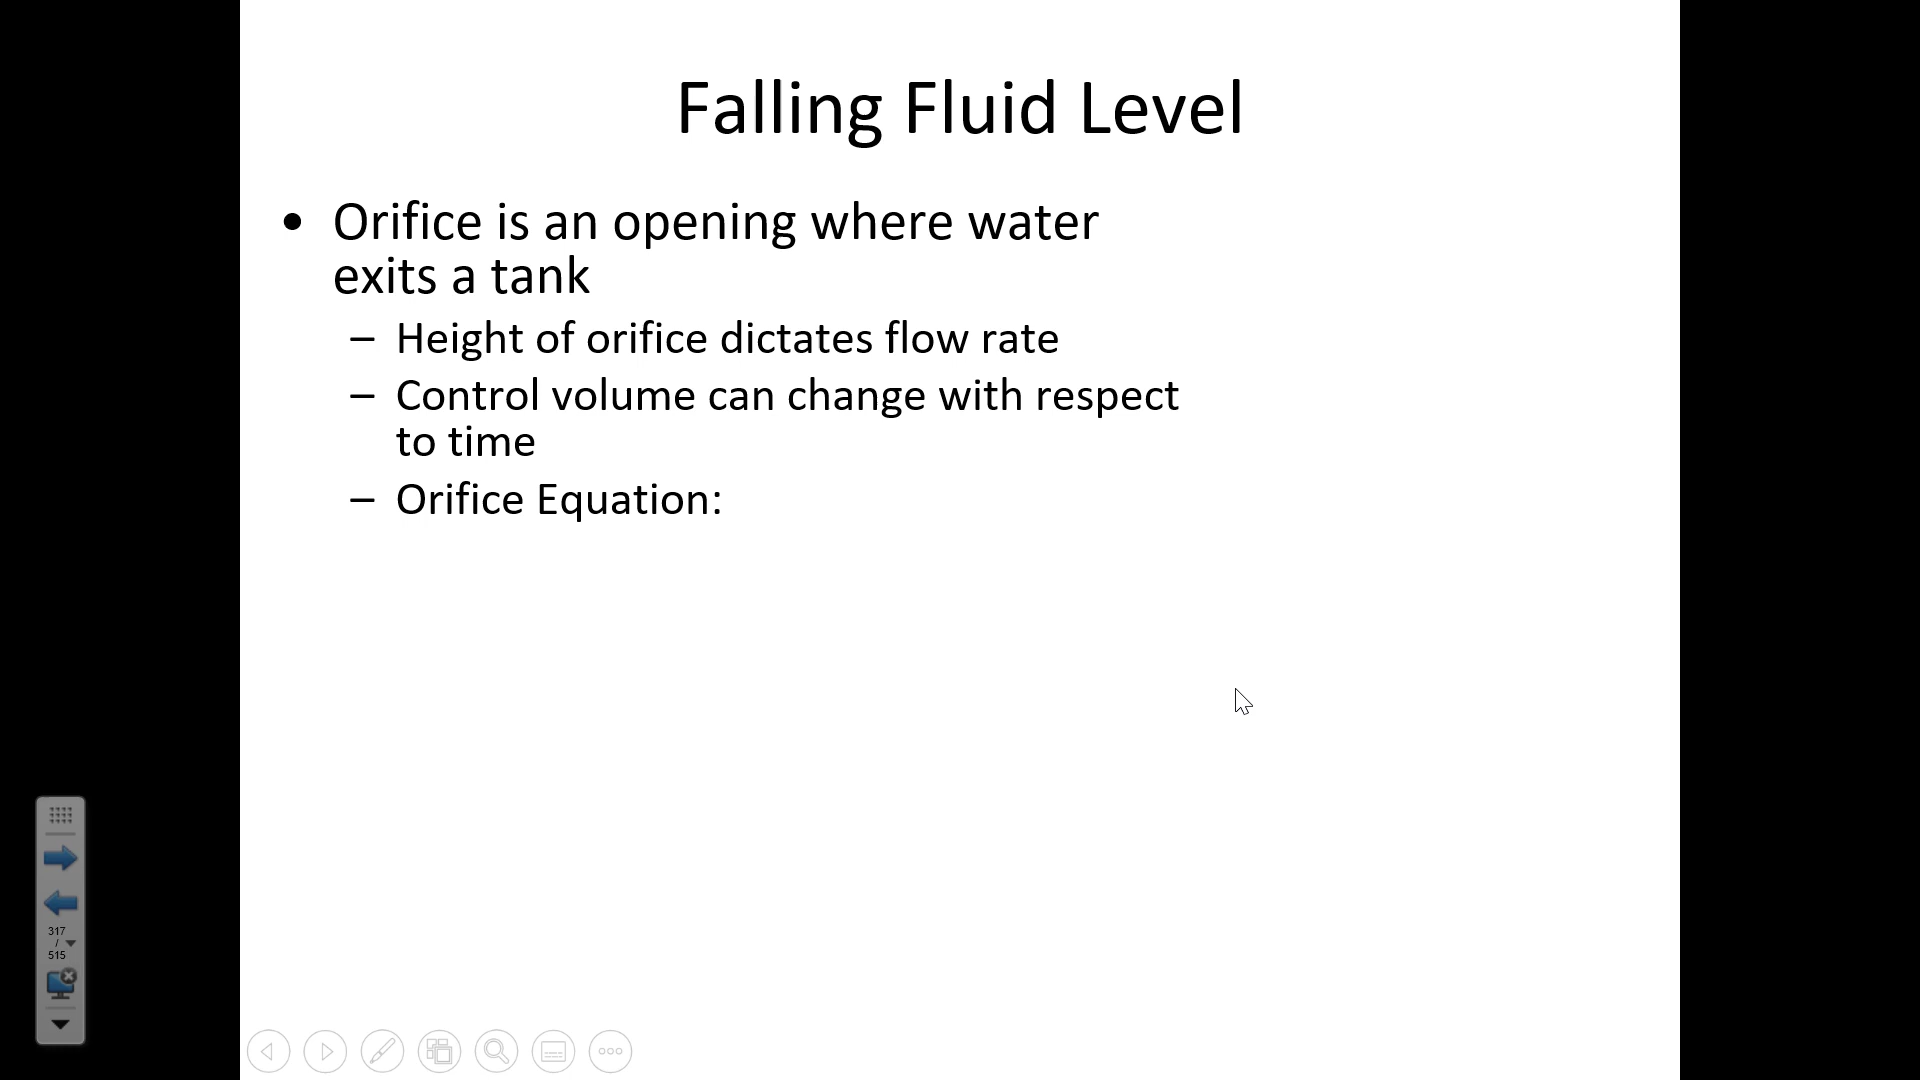 Falling Fluid Level
• Orifice is an opening where water
exits a tank
– Height of orifice dictates flow rate
– Control volume can change with respect
to time
– Orifice Equation:
317
/
515